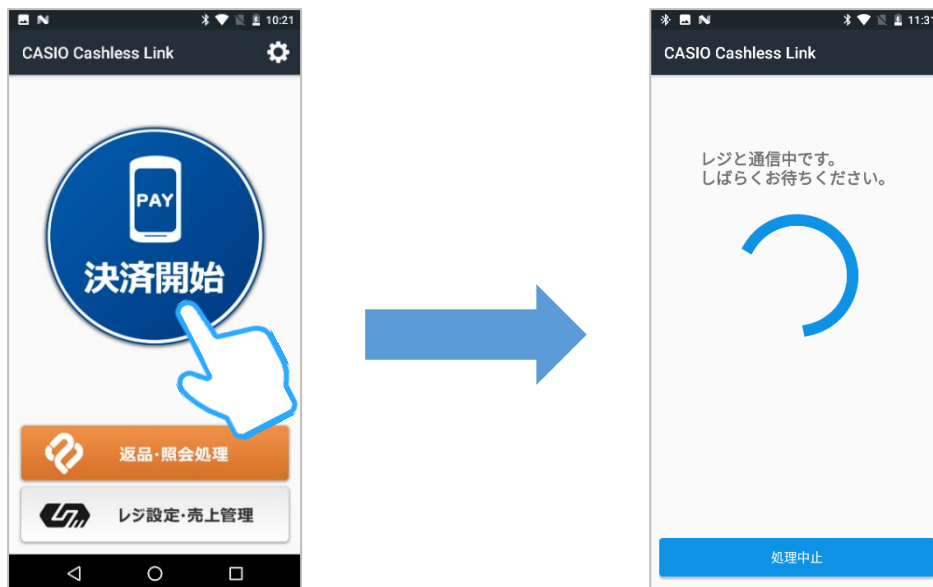 10:21
CASIO Cashless Link
PAY
決済開始
返品･照会処理
レジ設定･売上管理
11:31
CASIO Cashless Link
レジと通信中です。
しばらくお待ちください。
処理中止